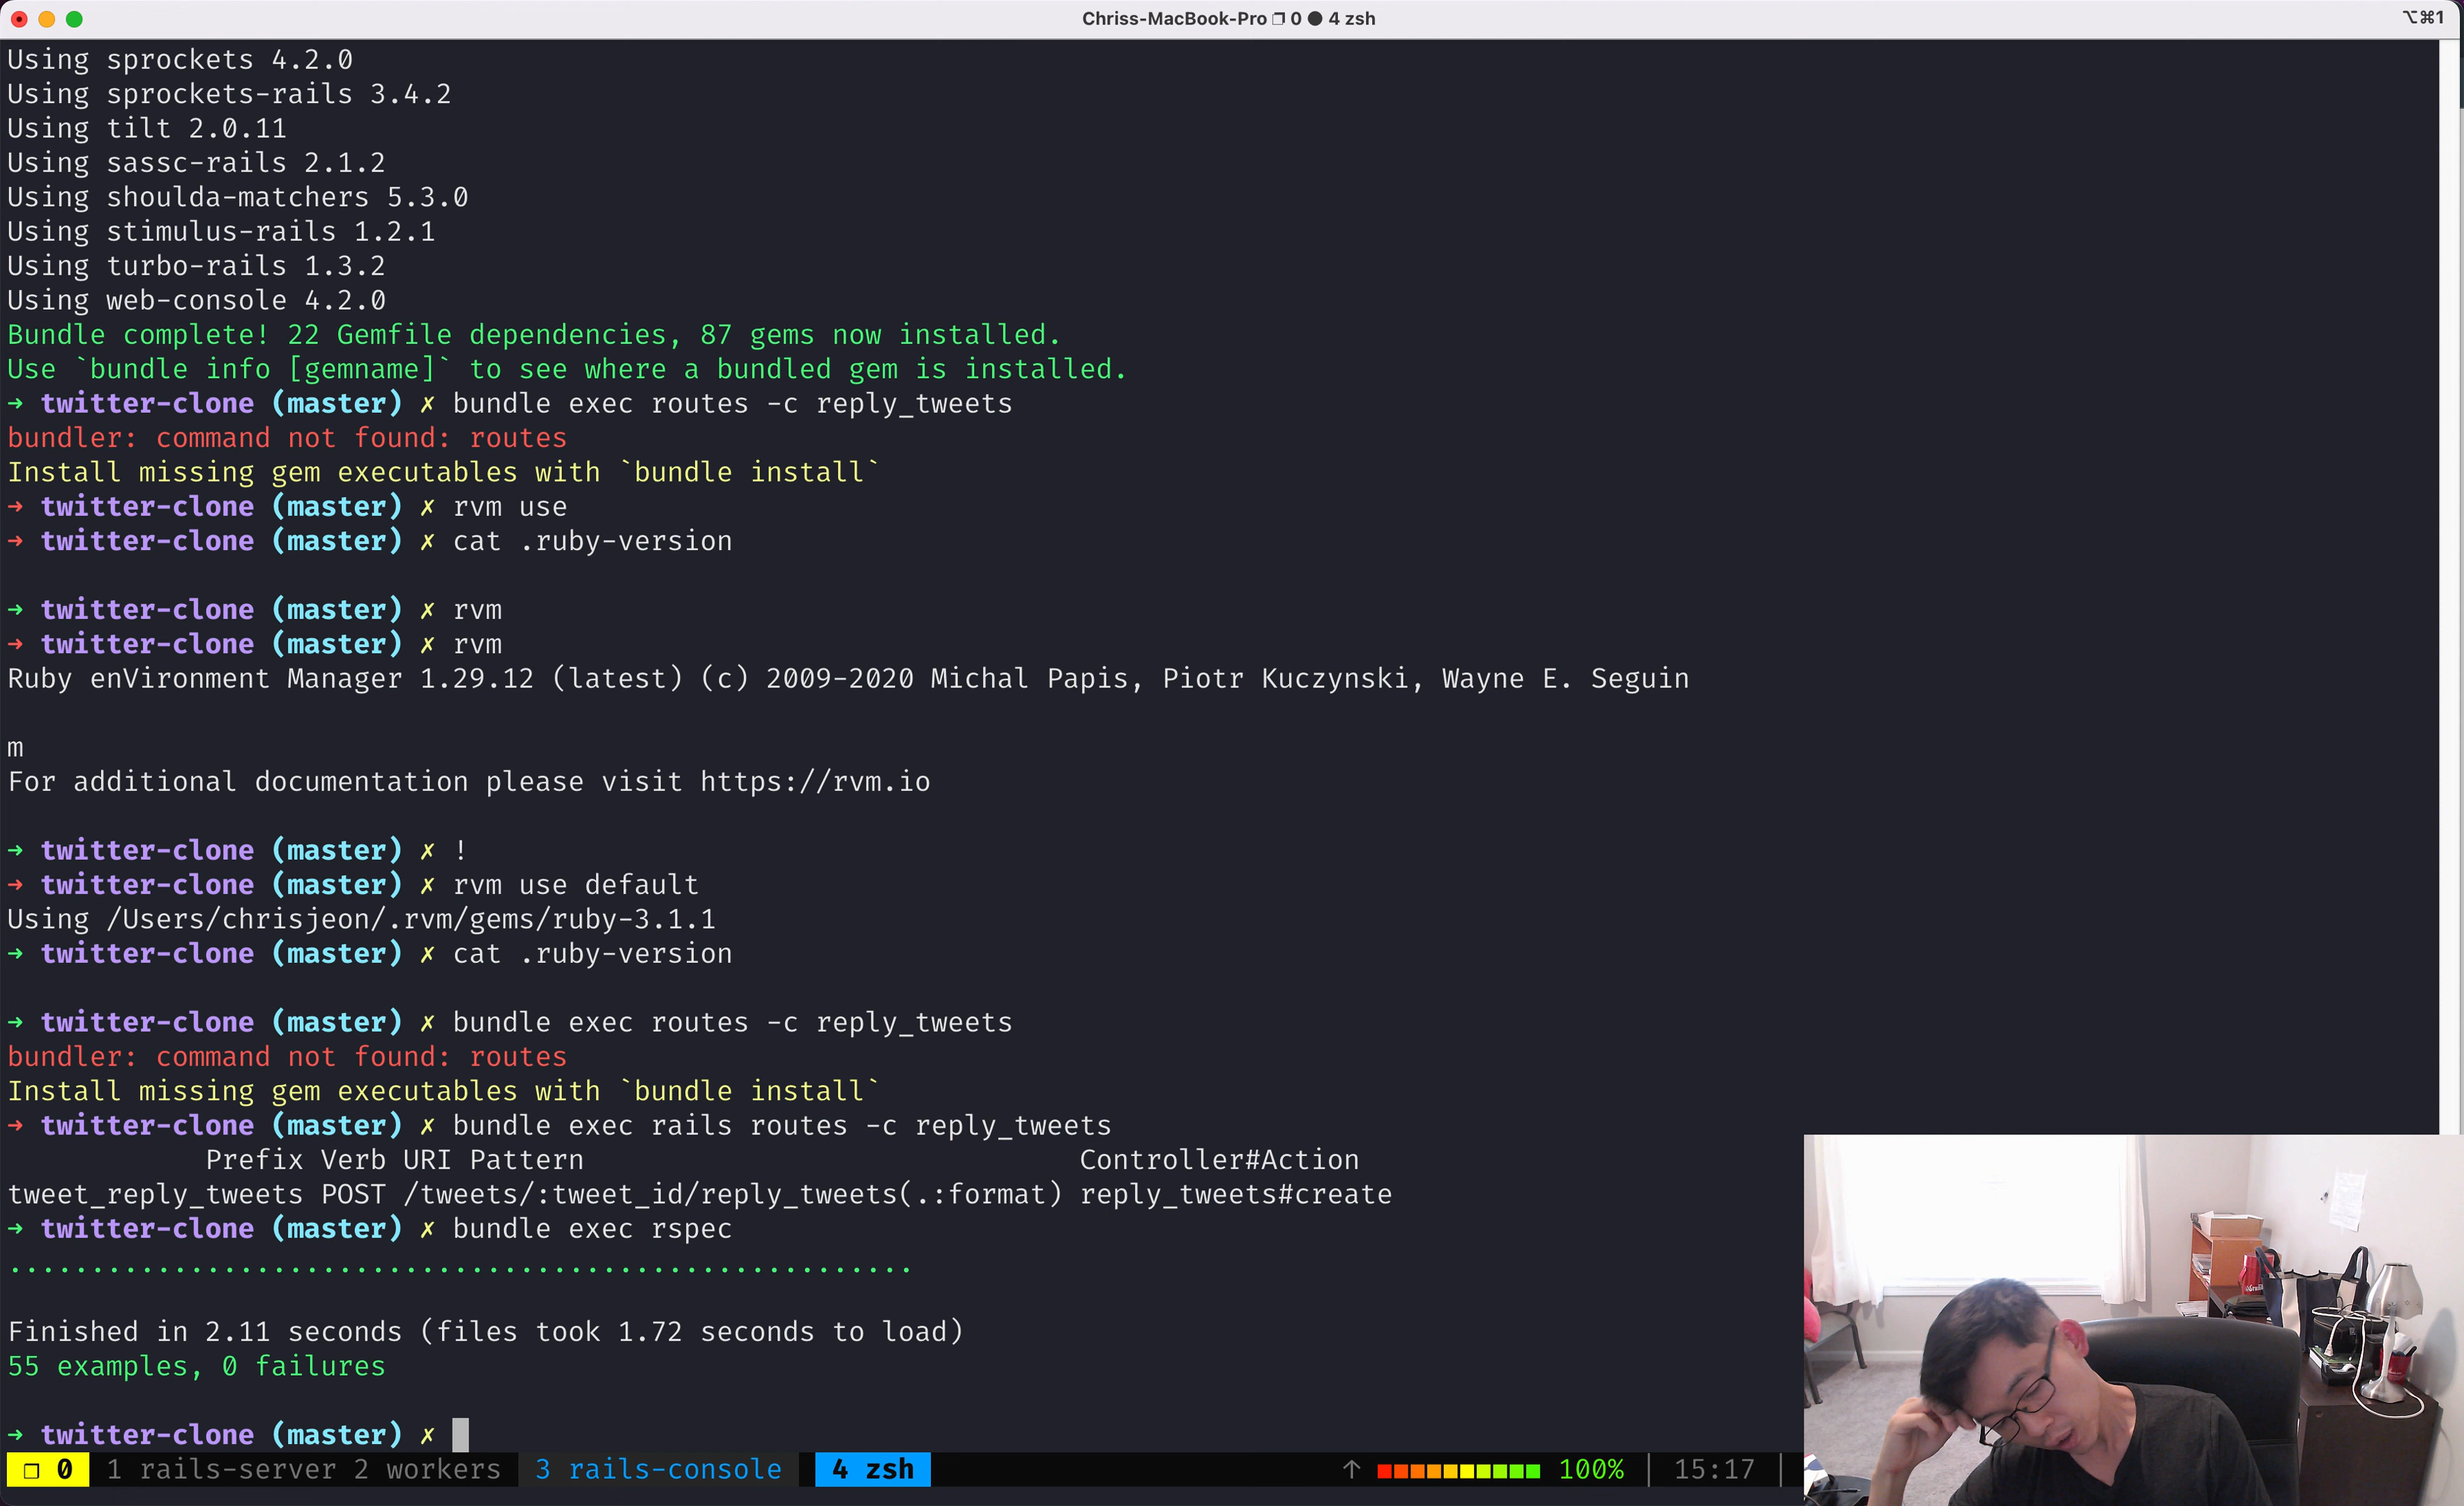 Chriss-MacBook-Pro ❐ 0 ● 4 zsh
⌥⌘1
Using sprockets 4.2.0
Using sprockets-rails 3.4.2
Using tilt 2.0.11
Using sassc-rails 2.1.2
Using shoulda-matchers 5.3.0
Using stimulus-rails 1.2.1
Using turbo-rails 1.3.2
Using web-console 4.2.0
Bundle complete! 22 Gemfile dependencies, 87 gems now installed.
Use `bundle info [gemname]` to see where a bundled gem is installed.
→ twitter-clone (master) ✗ bundle exec routes -c reply_tweets
bundler: command not found: routes
Install missing gem executables with `bundle install`
→ twitter-clone (master) ✗ rvm use
→ twitter-clone (master) ✗ cat .ruby-version
→ twitter-clone (master) ✗ rvm
→ twitter-clone (master) ✗ rvm
Ruby enVironment Manager 1.29.12 (latest) (c) 2009-2020 Michal Papis, Piotr Kuczynski, Wayne E. Seguin
m
For additional documentation please visit https://rvm.io
→ twitter-clone (master) ✗ !
→ twitter-clone (master) ✗ rvm use default
Using /Users/chrisjeon/.rvm/gems/ruby-3.1.1
→ twitter-clone (master) ✗ cat .ruby-version
→ twitter-clone (master) ✗ bundle exec routes -c reply_tweets
bundler: command not found: routes
Install missing gem executables with `bundle install`
→ twitter-clone (master) ✗ bundle exec rails routes -c reply_tweets
Prefix Verb URI Pattern Controller#Action
tweet_reply_tweets POST /tweets/:tweet_id/reply_tweets(.:format) reply_tweets#create
→ twitter-clone (master) ✗ bundle exec rspec
.......................................................
Finished in 2.11 seconds (files took 1.72 seconds to load)
55 examples, 0 failures
→ twitter-clone (master) ✗
❐ 0 1 rails-server 2 workers 3 rails-console 4 zsh ↑ 100% | 15:17 |